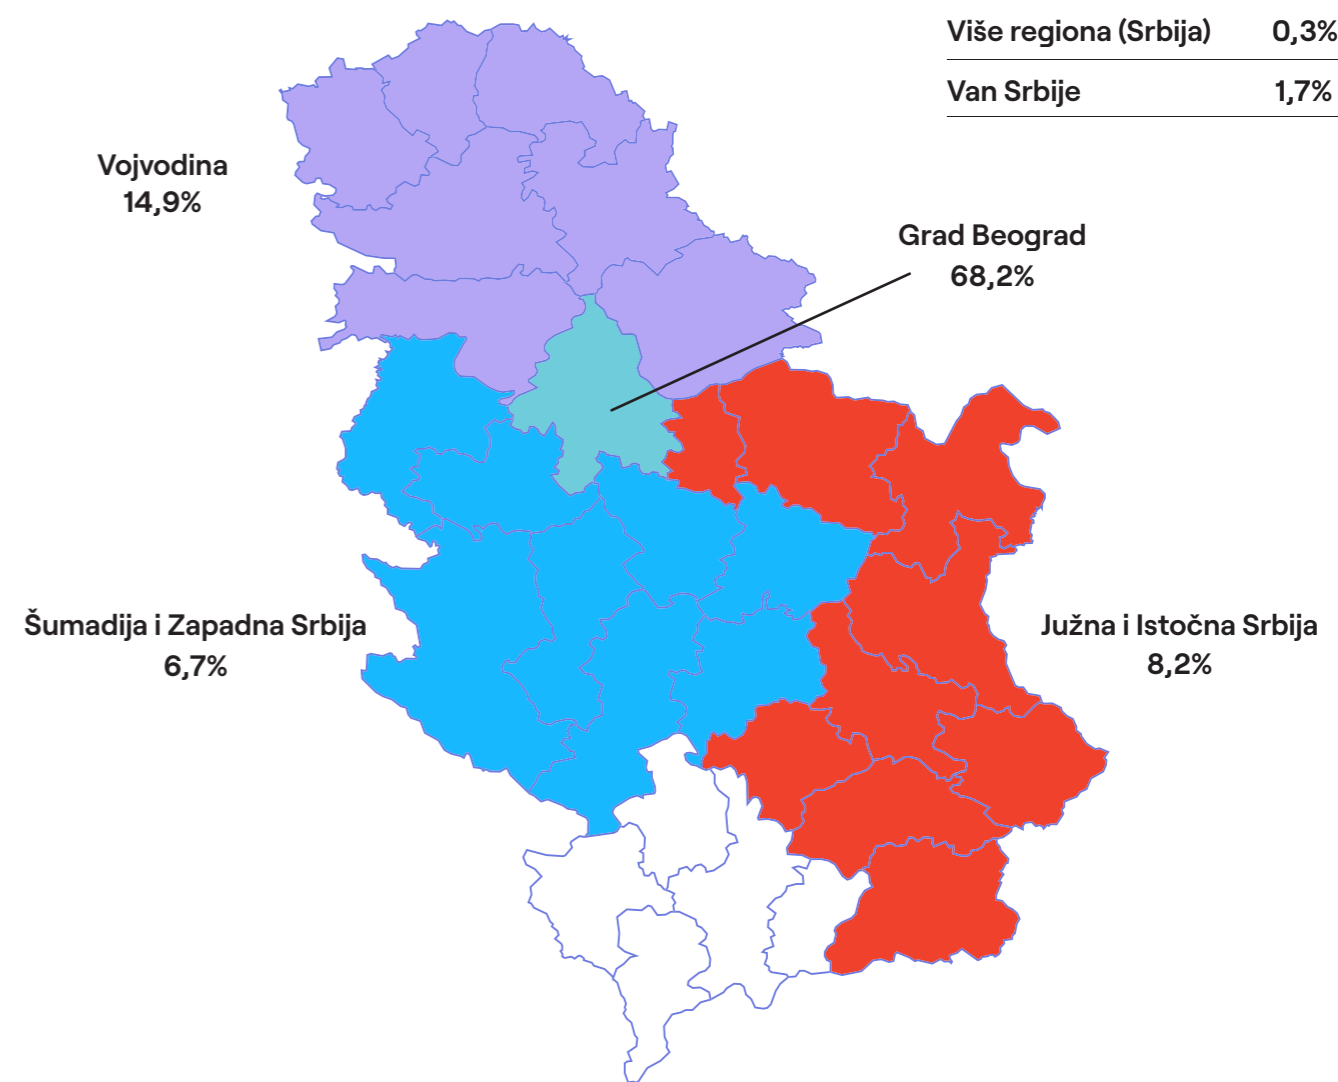 Više regiona (Srbija) 0,3%
Van Srbije 1,7%
Vojvodina
14,9%
Grad Beograd
68,2%
Šumadija i Zapadna Srbija
6,7%
Južna i Istočna Srbija
8,2%